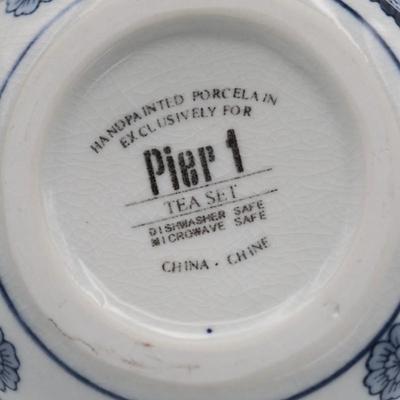 HANDPAINTED PORCELAIN
EXCLUSIVELY FOR
Pier 1
TEA SET
DISHWASHER SAFE
MICROWAVE SAFE
CHINA · CHINE